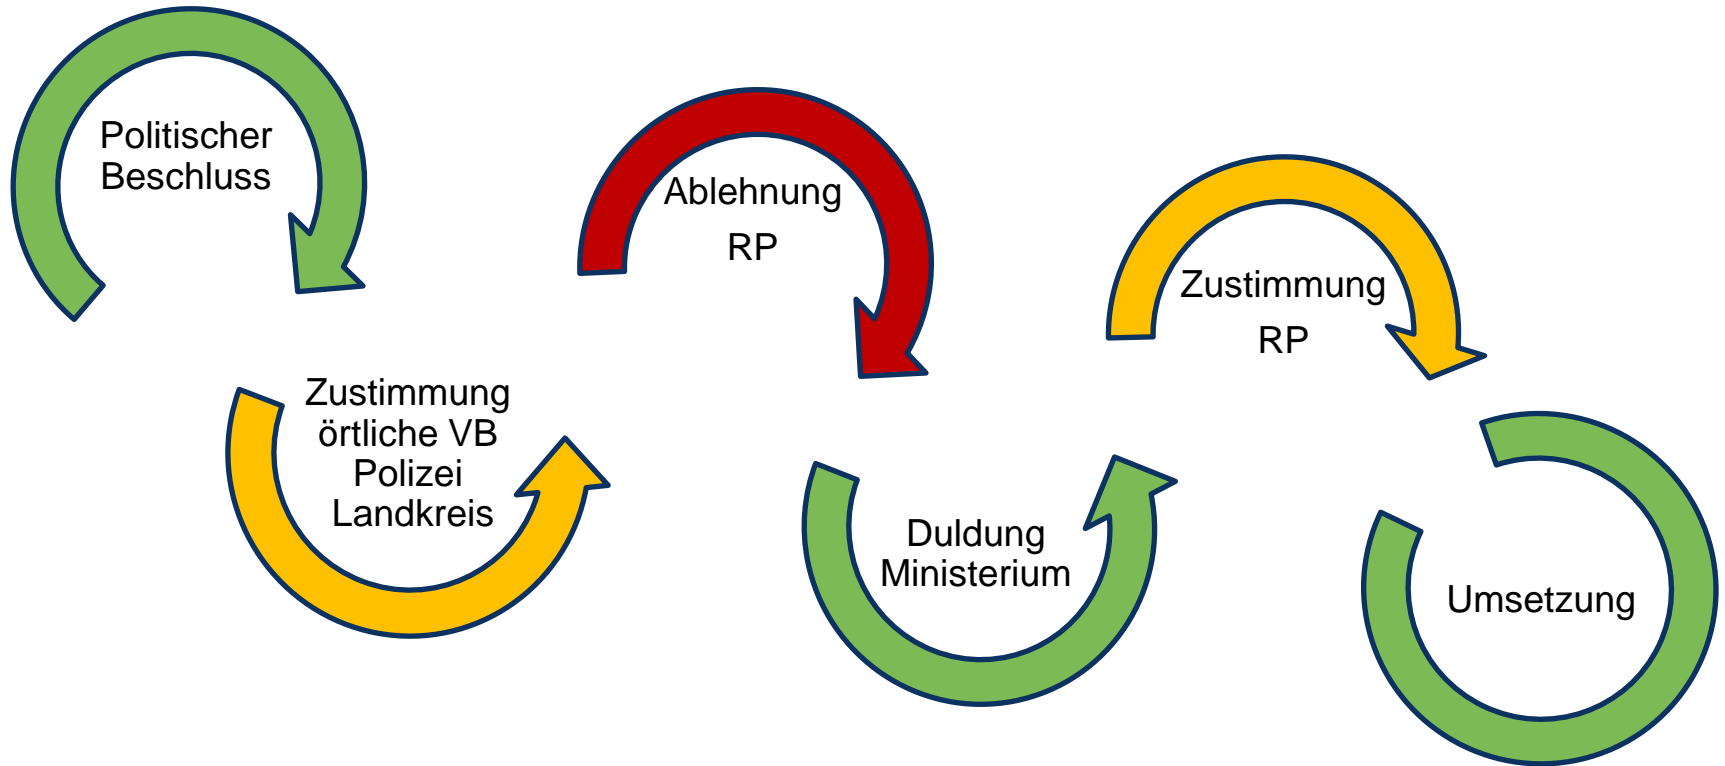 Politischer
Beschluss
Zustimmung
örtliche VB
Polizei
Landkreis
Ablehnung
RP
Duldung
Ministerium
Zustimmung
RP
Umsetzung